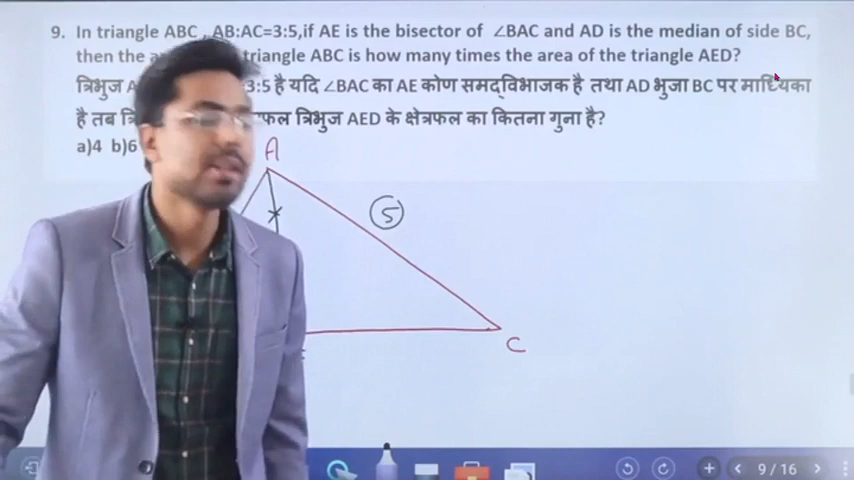 9. In triangle ABC , AB:AC=3:5,if AE is the bisector of ∠BAC and AD is the median of side BC,
then the triangle ABC is how many times the area of the triangle AED?
त्रिभुज 3:5 है यदि ∠BAC का AE कोण समद्विभाजक है तथा AD भुजा BC पर माध्यिका
है तब त्रिभुज AED के क्षेत्रफल का कितना गुना है?
a)4 b)6
A
5
C
9 / 16